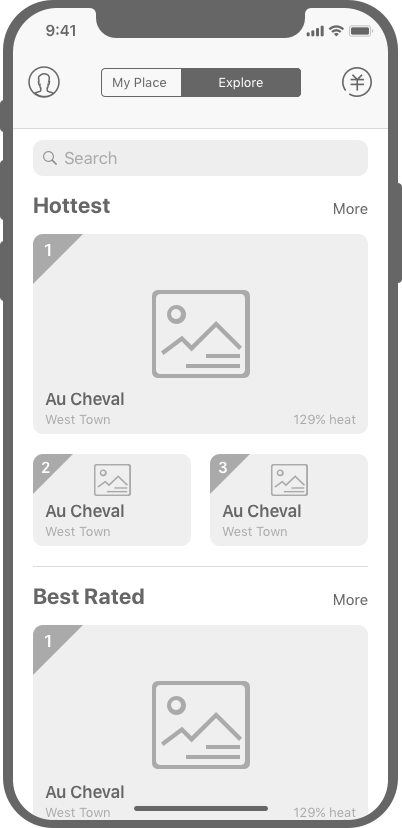 9:41
My Place Explore
Search
Hottest More
1
Au Cheval
West Town 129% heat
2 3
Au Cheval Au Cheval
West Town West Town
Best Rated More
1
Au Cheval
West Town 129% heat